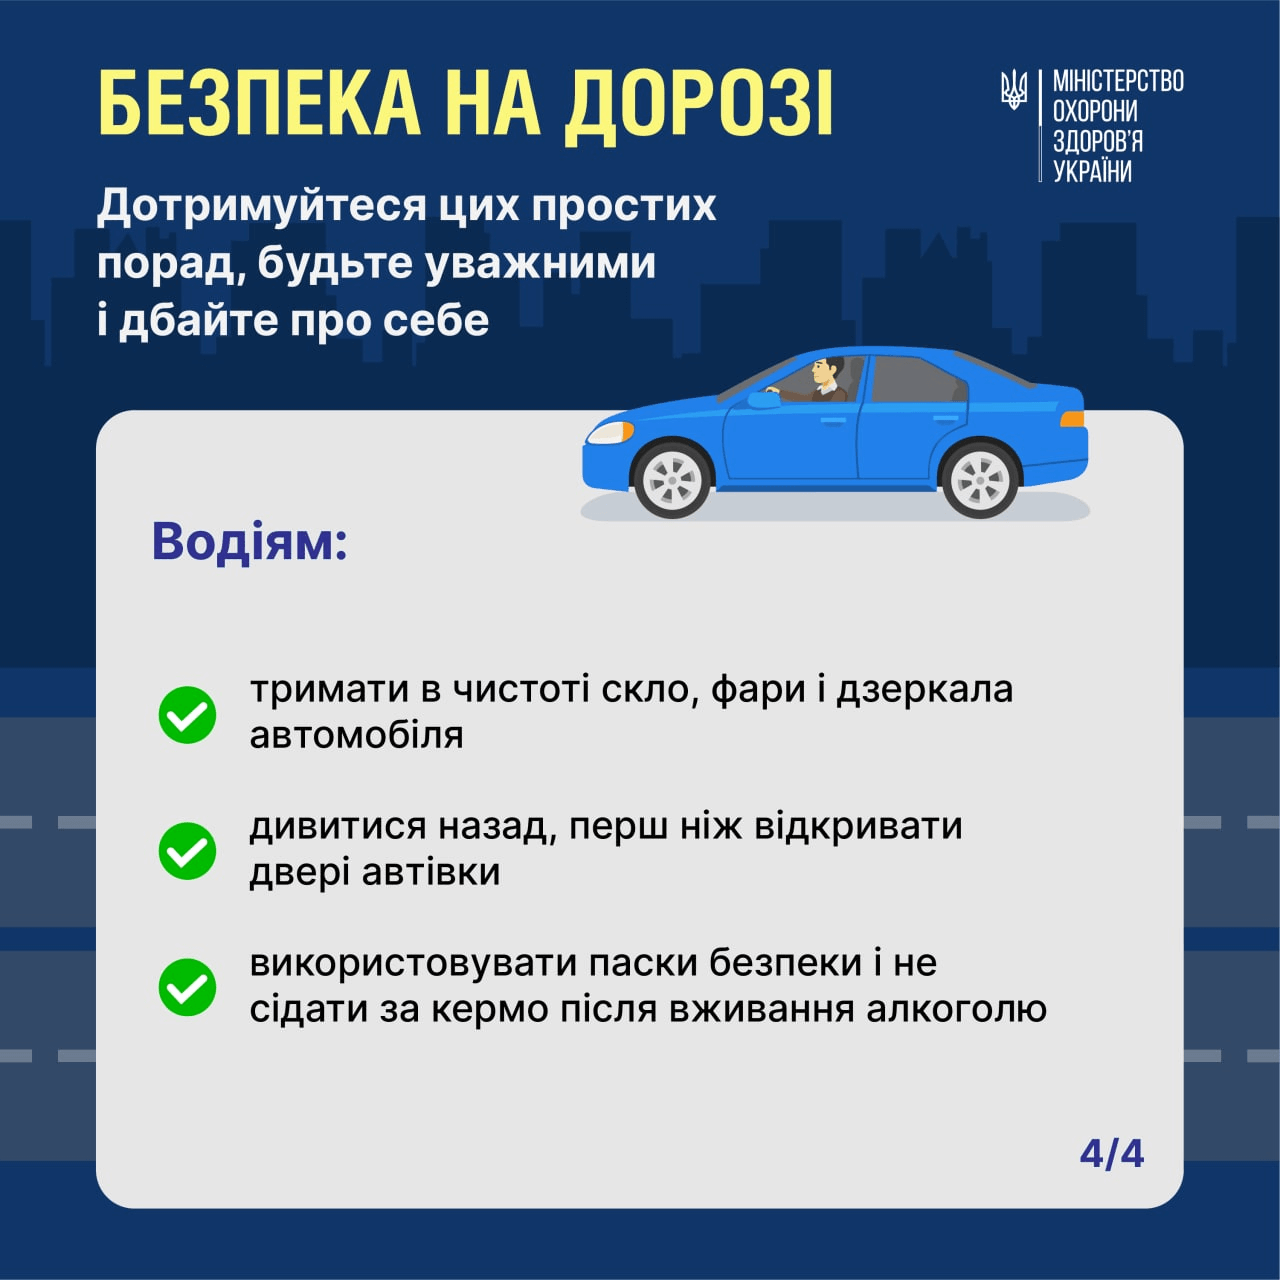 БЕЗПЕКА НА ДОРОЗІ
МІНІСТЕРСТВО
ОХОРОНИ
ЗДОРОВ'Я
УКРАЇНИ
Дотримуйтеся цих простих
порад, будьте уважними
і дбайте про себе
Водіям:
тримати в чистоті скло, фари і дзеркала
автомобіля
дивитися назад, перш ніж відкривати
двері автівки
використовувати паски безпеки і не
сідати за кермо після вживання алкоголю
4/4